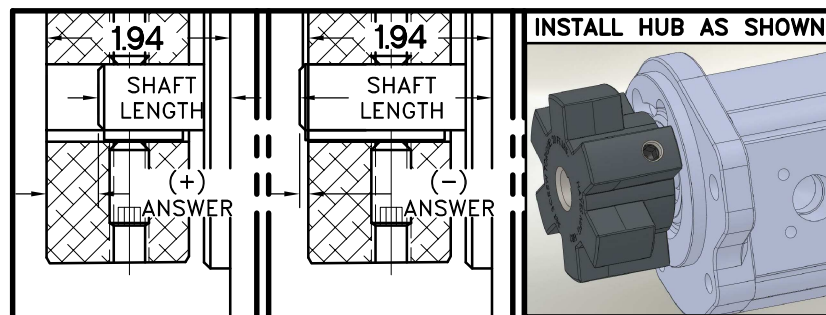 1.94
SHAFT
LENGTH
(+)
ANSWER
1.94
SHAFT
LENGTH
(-)
ANSWER
INSTALL HUB AS SHOWN